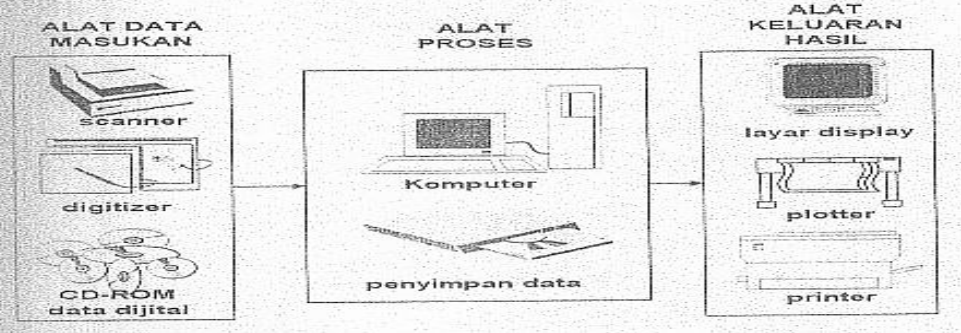 ALAT DATA
MASUKAN
scanner
digitizer
CD-ROM
data dijital
ALAT
PROSES
Komputer
penyimpan data
ALAT
KELUARAN
HASIL
layar display
plotter
printer